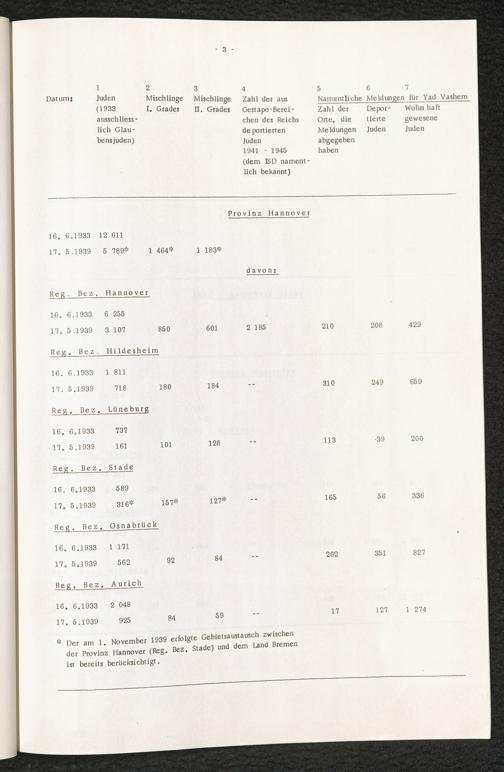 - 3 -
1 2 3 4 5 6 7
Datum: Juden Mischlinge Mischlinge Zahl der aus Namentliche Meldungen für Yad Vashem
(1933 I. Grades II. Grades Gestapo-Berei- Zahl der Depor- Wohnhaft
ausschliess- chen des Reichs Orte, die tierte gewesene
lich Glau- deportierten Meldungen Juden Juden
bensjuden) Juden abgegeben
1941 - 1945 haben
(dem ISD nament-
lich bekannt)
Provinz Hannover
16. 6.1933 12 611
17. 5.1939 5 789* 1 464* 1 183*
davon:
Reg. Bez. Hannover
16. 6.1933 6 255
17. 5.1939 3 107 850 601 2 185 210 208 429
Reg. Bez. Hildesheim
16. 6.1933 1 811
17. 5.1939 718 180 184 -- 310 249 659
Reg. Bez. Lüneburg
16. 6.1933 737
17. 5.1939 161 101 128 -- 113 39 200
Reg. Bez. Stade
16. 6.1933 589
17. 5.1939 316* 157* 127* -- 165 56 336
Reg. Bez. Osnabrück
16. 6.1933 1 171
17. 5.1939 562 92 84 -- 202 351 827
Reg. Bez. Aurich
16. 6.1933 2 048
17. 5.1939 925 84 59 -- 17 127 1 274
* Der am 1. November 1939 erfolgte Gebietsaustausch zwischen
der Provinz Hannover (Reg. Bez. Stade) und dem Land Bremen
ist bereits berücksichtigt.